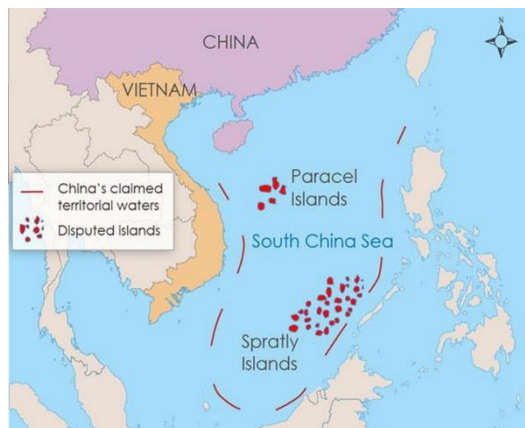 N
CHINA
VIETNAM
China's claimed
territorial waters
Disputed islands
Paracel
Islands
South China Sea
Spratly
Islands